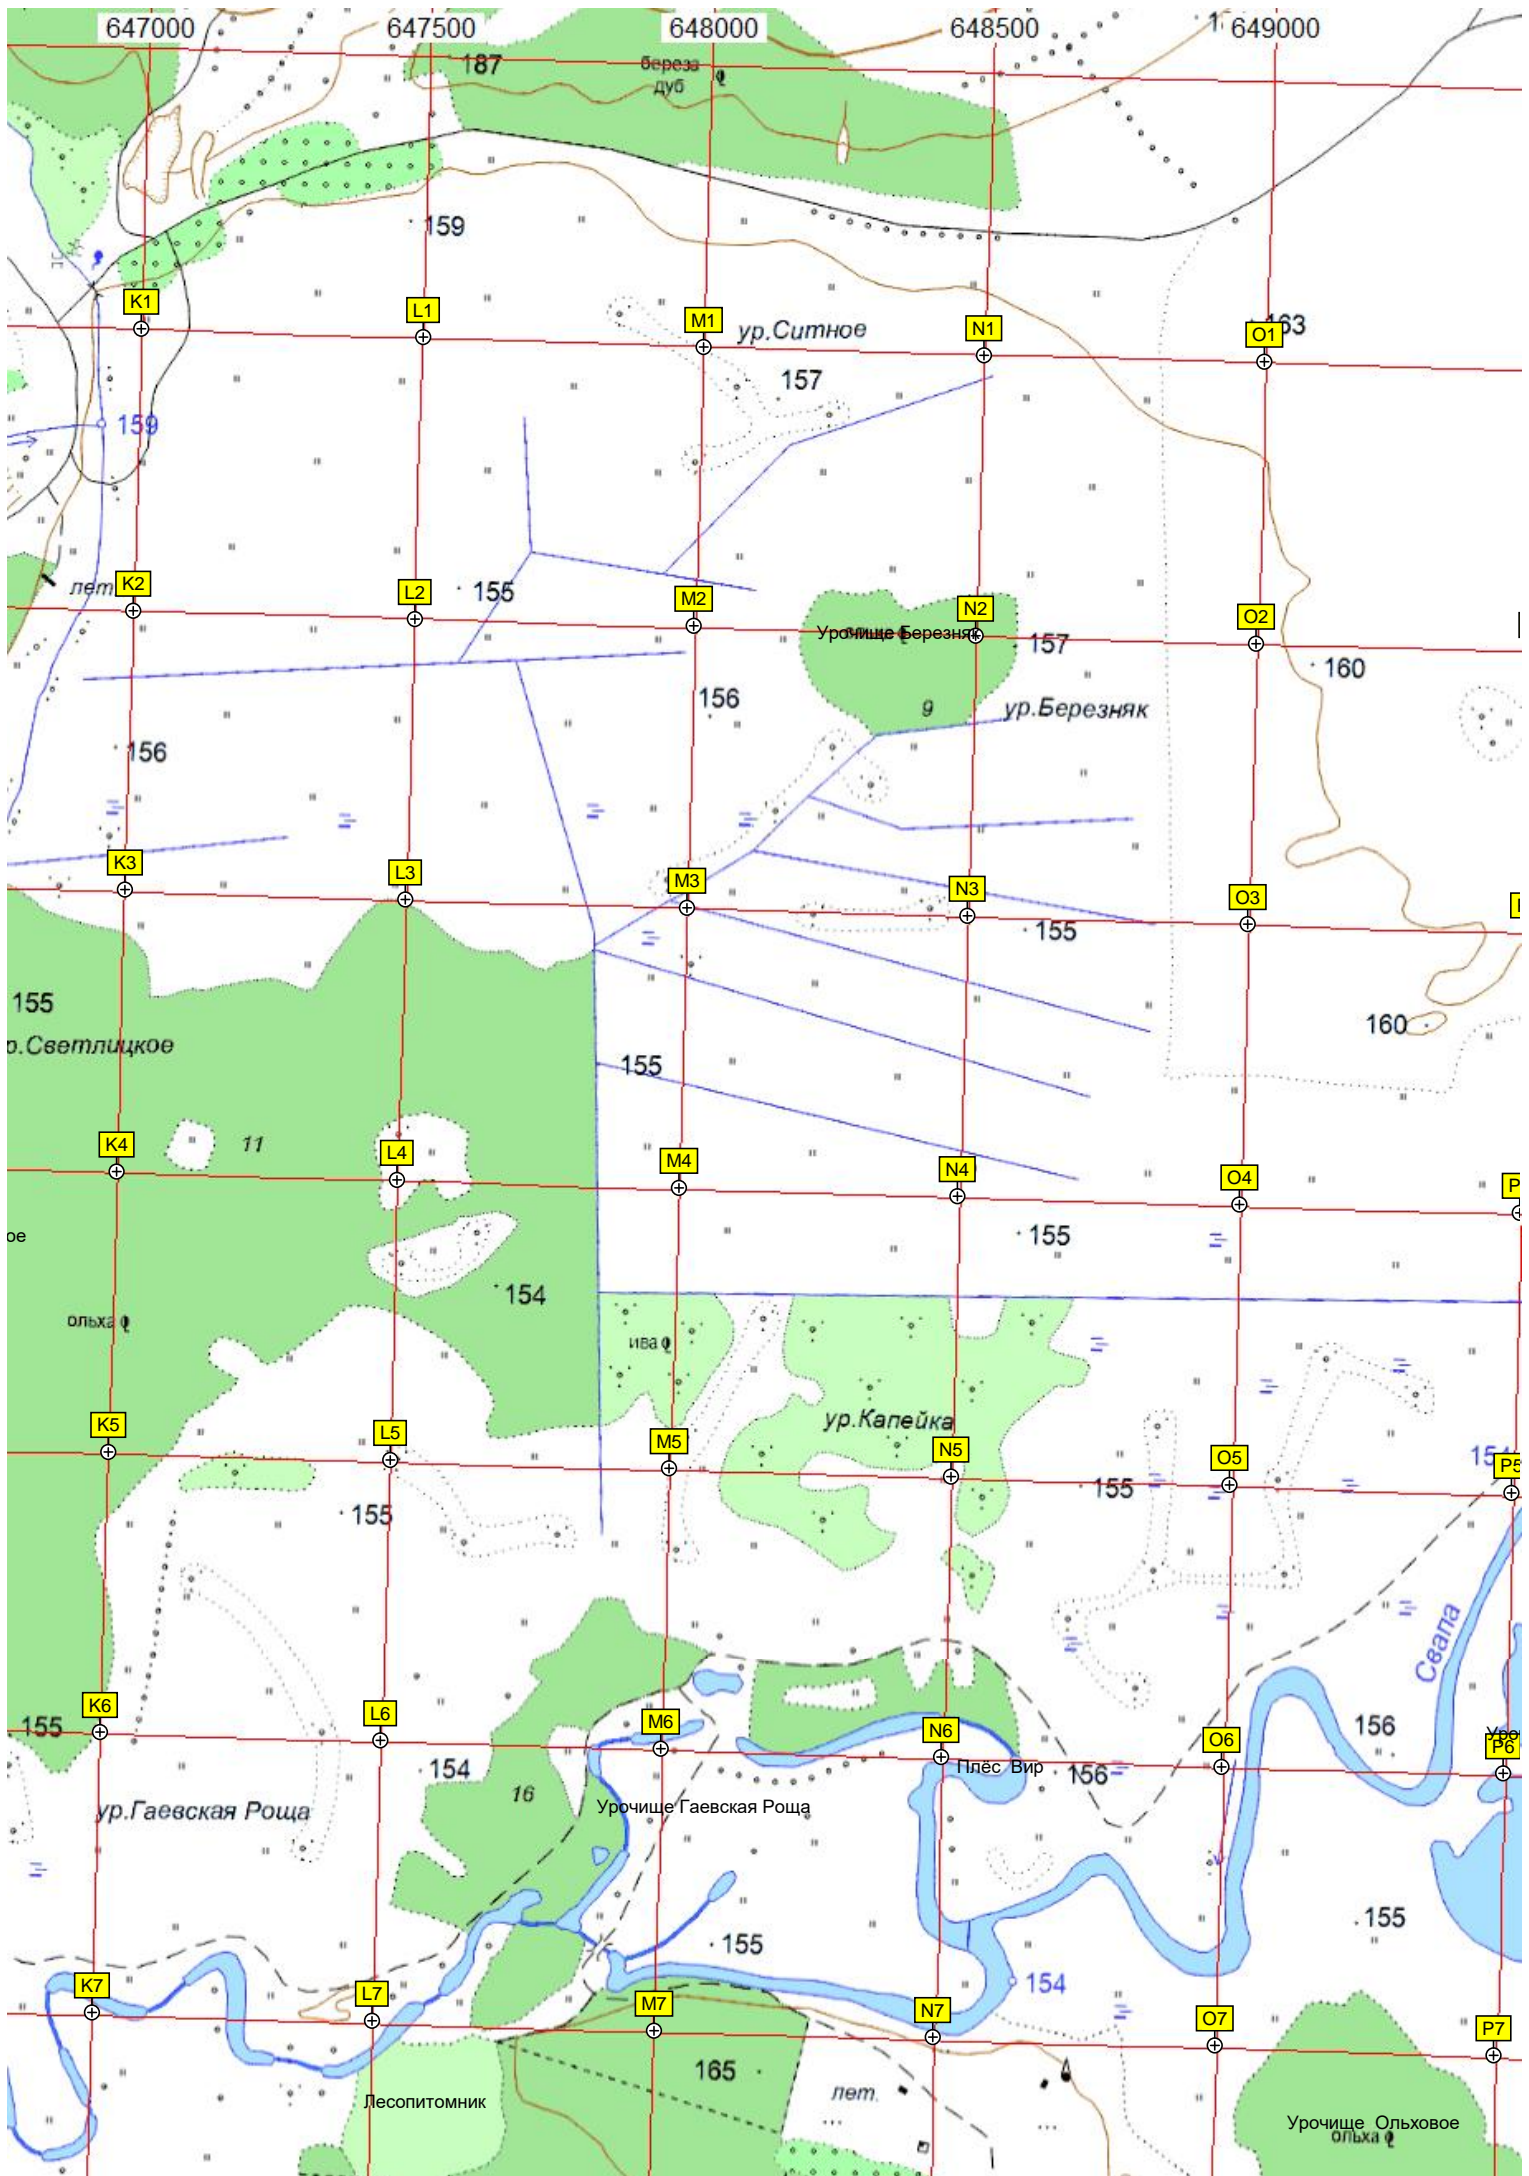 647000 647500 648000 648500 649000
187
береза
дуб
159
K1 L1 M1 ур.Ситное N1 O1 163
157
159
K2 лет. L2 155 M2 N2 O2
Урочище Березняк 157
160
156 9 ур.Березняк
156
K3 L3 M3 N3 O3
155
155
160
р.Светлицкое
155
K4 11 L4 M4 N4 O4 P
ое
155
154
ольха
ива
ур.Капейка
K5 L5 M5 N5 O5 P5
154
155
155
Свапа
K6 L6 M6 N6 O6 P6
155
156
Уро
Плёс Вир 156
154
16
Урочище Гаевская Роща
ур.Гаевская Роща
155
155
154
K7 L7 M7 N7 O7 P7
165
лет.
Лесопитомник
Урочище Ольховое
ольха